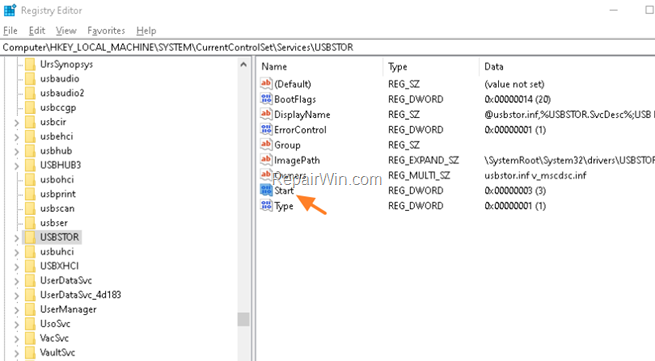 Registry Editor
File Edit View Favorites Help
Computer\HKEY_LOCAL_MACHINE\SYSTEM\CurrentControlSet\Services\USBSTOR
UrsSynopsys
usbaudio
usbaudio2
usbccgp
usbcir
usbehci
usbhub
USBHUB3
usbohci
usbprint
usbscan
usbser
USBSTOR
usbuhci
USBXHCI
UserDataSvc
UserDataSvc_4d183
UserManager
UsoSvc
VacSvc
VaultSvc
Name Type Data
(Default) REG_SZ (value not set)
BootFlags REG_DWORD 0x00000014 (20)
DisplayName REG_SZ @usbstor.inf,%USBSTOR.SvcDesc%;USB
ErrorControl REG_DWORD 0x00000001 (1)
Group REG_SZ
ImagePath REG_EXPAND_SZ \SystemRoot\System32\drivers\USBSTO
Owners REG_MULTI_SZ usbstor.inf v_mscdsc.inf
RepairWin.com
Start REG_DWORD 0x00000003 (3)
Type REG_DWORD 0x00000001 (1)